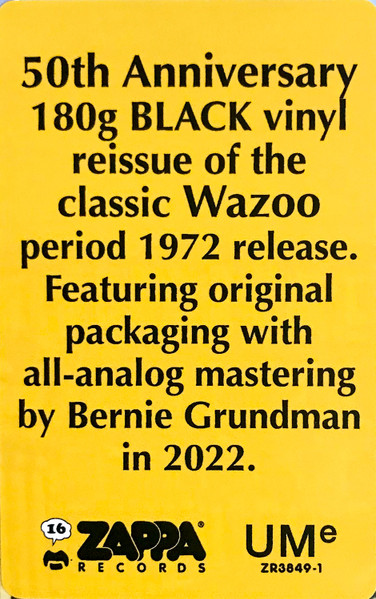 50th Anniversary
180g BLACK vinyl
reissue of the
classic Wazoo
period 1972 release.
Featuring original
packaging with
all-analog mastering
by Bernie Grundman
in 2022.
16
ZAPPA®
RECORDS
UMe
ZR3849-1